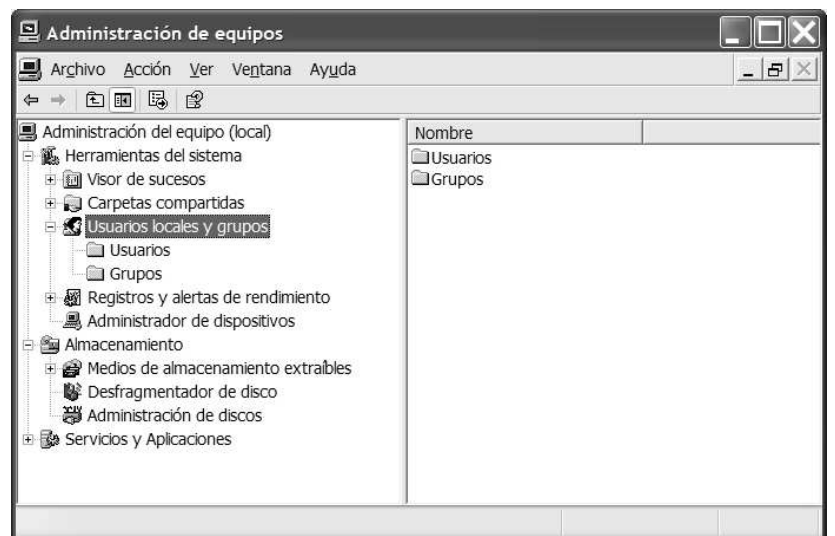 Administración de equipos
Archivo Acción Ver Ventana Ayuda
Administración del equipo (local)
Herramientas del sistema
Visor de sucesos
Carpetas compartidas
Usuarios locales y grupos
Usuarios
Grupos
Registros y alertas de rendimiento
Administrador de dispositivos
Almacenamiento
Medios de almacenamiento extraíbles
Desfragmentador de disco
Administración de discos
Servicios y Aplicaciones
Nombre
Usuarios
Grupos